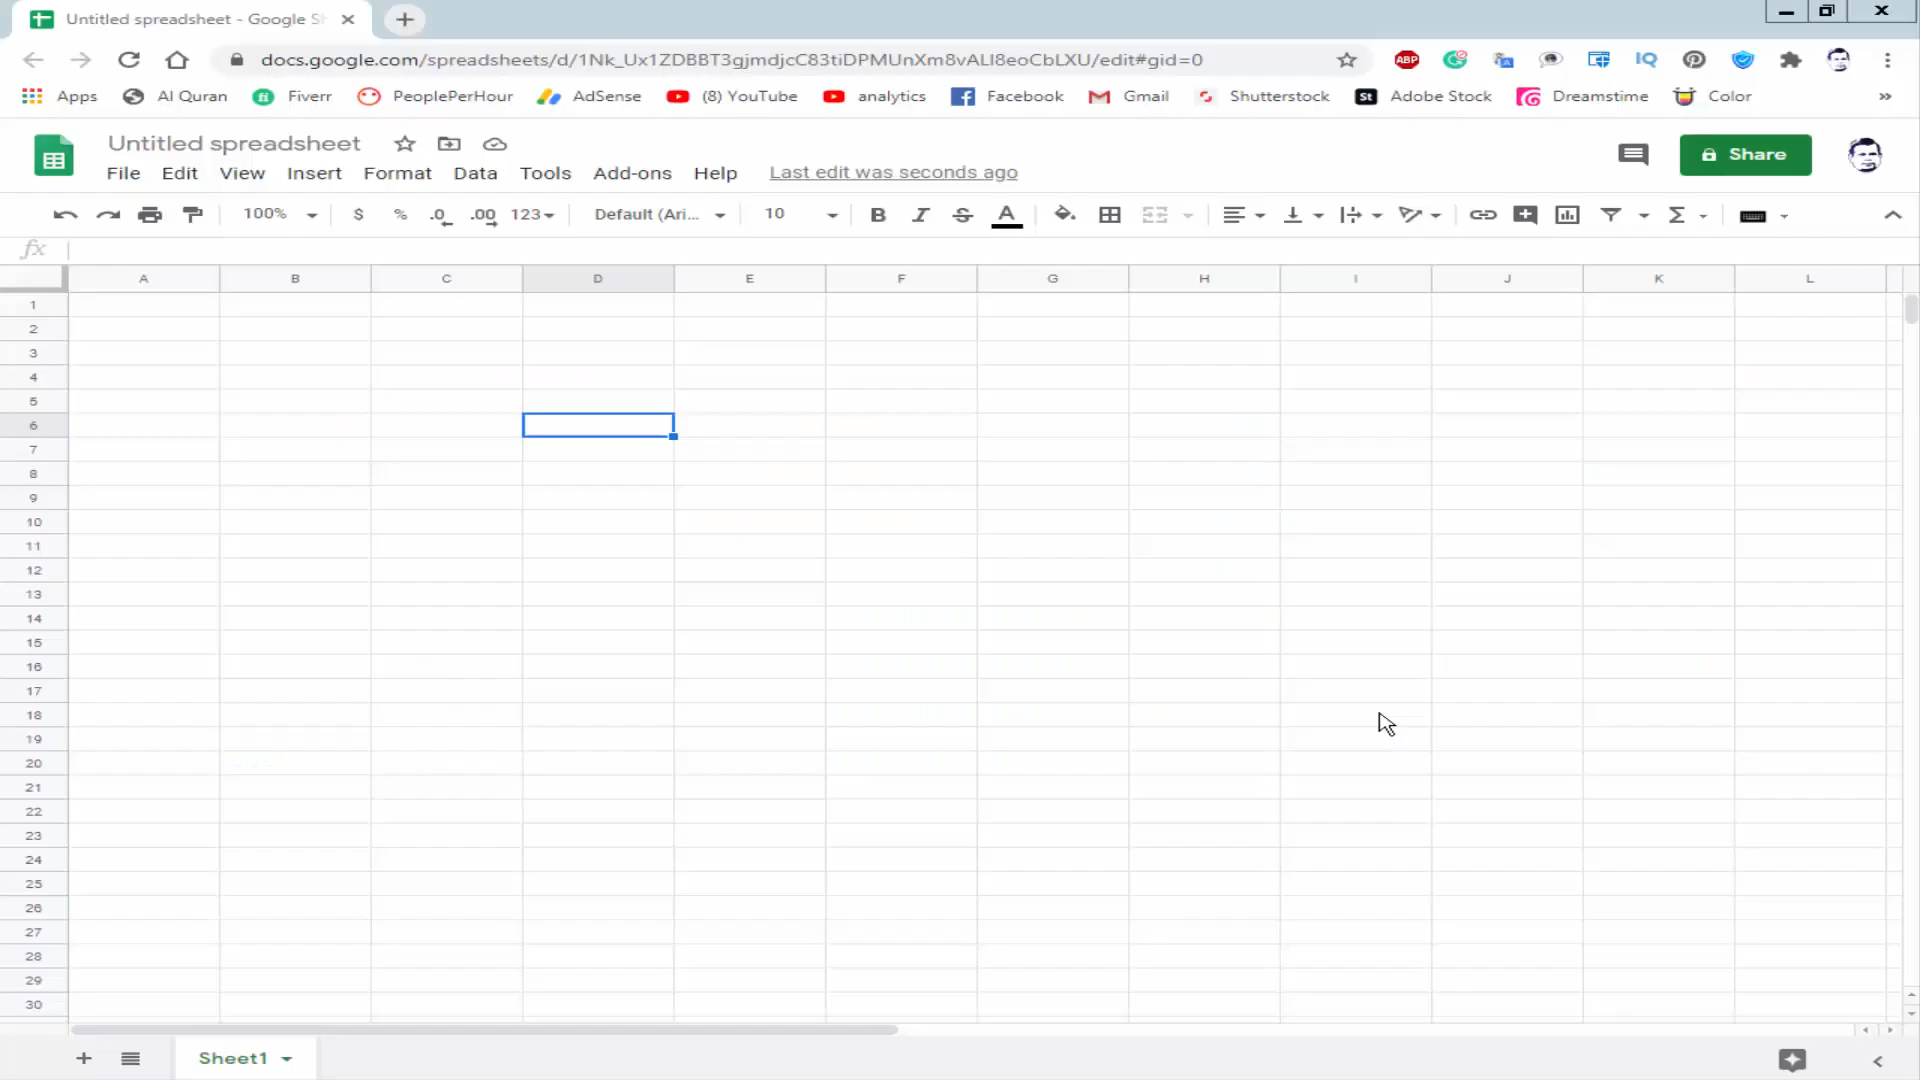 Untitled spreadsheet - Google Sh
docs.google.com/spreadsheets/d/1Nk_Ux1ZDBBT3gjmdjcC83tiDPMUnXm8vALI8eoCbLXU/edit#gid=0
ABP
IQ
Apps
Al Quran
Fiverr
PeoplePerHour
AdSense
(8) YouTube
analytics
Facebook
Gmail
Shutterstock
St
Adobe Stock
Dreamstime
Color
»
Untitled spreadsheet
Share
File Edit View Insert Format Data Tools Add-ons Help Last edit was seconds ago
100% $ % .0 .00 123 Default (Ari... 10 B I S A Σ
fx
A B C D E F G H I J K L
1
2
3
4
5
6
7
8
9
10
11
12
13
14
15
16
17
18
19
20
21
22
23
24
25
26
27
28
29
30
Sheet1